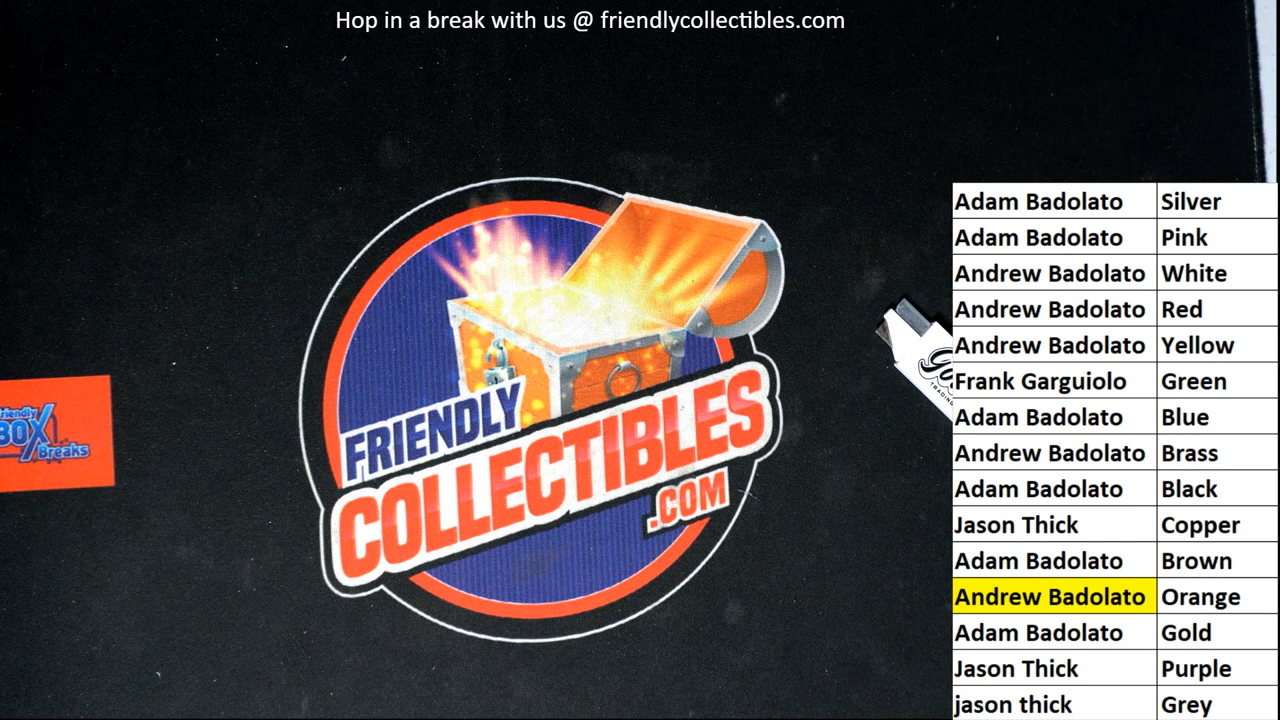 Hop in a break with us @ friendlycollectibles.com
Adam Badolato Silver
Adam Badolato Pink
Andrew Badolato White
Andrew Badolato Red
Andrew Badolato Yellow
Frank Garguiolo Green
Adam Badolato Blue
Andrew Badolato Brass
Adam Badolato Black
Jason Thick Copper
Adam Badolato Brown
Andrew Badolato Orange
Adam Badolato Gold
Jason Thick Purple
jason thick Grey
FRIENDLY
COLLECTIBLES
.COM
BOX
Breaks